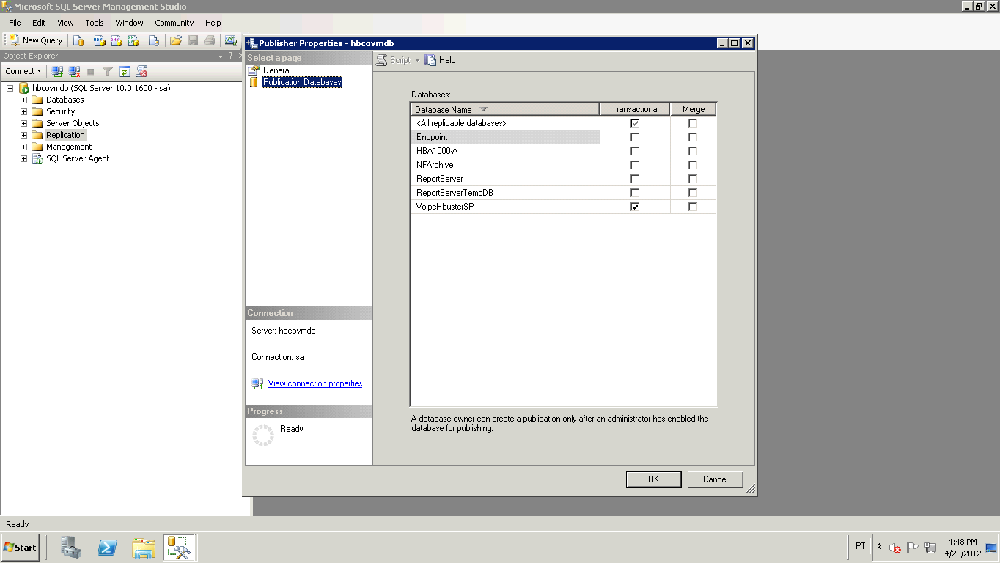 Microsoft SQL Server Management Studio
File Edit View Tools Window Community Help
New Query
Object Explorer
Connect
hbcovmdb (SQL Server 10.0.1600 - sa)
Databases
Security
Server Objects
Replication
Management
SQL Server Agent
Publisher Properties - hbcovmdb
Select a page
General
Publication Databases
Script Help
Databases:
Database Name Transactional Merge
<All replicable databases>
Endpoint
HBA1000-A
NFArchive
ReportServer
ReportServerTempDB
VolpeHbusterSP
Connection
Server: hbcovmdb
Connection: sa
View connection properties
Progress
Ready
A database owner can create a publication only after an administrator has enabled the
database for publishing.
OK Cancel
Ready
Start
PT
4:48 PM
4/20/2012